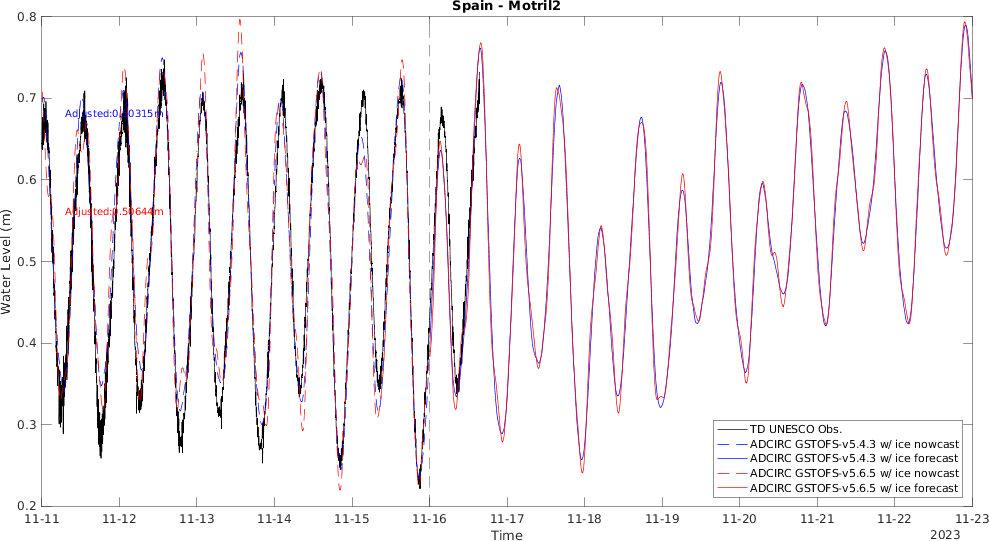 Spain - Motril2
0.8
0.7
0.6
0.5
0.4
0.3
0.2
Water Level (m)
Adjusted:0.50315m
Adjusted:0.50644m
TD UNESCO Obs.
ADCIRC GSTOFS-v5.4.3 w/ ice nowcast
ADCIRC GSTOFS-v5.4.3 w/ ice forecast
ADCIRC GSTOFS-v5.6.5 w/ ice nowcast
ADCIRC GSTOFS-v5.6.5 w/ ice forecast
11-11 11-12 11-13 11-14 11-15 11-16 11-17 11-18 11-19 11-20 11-21 11-22 11-23
Time
2023